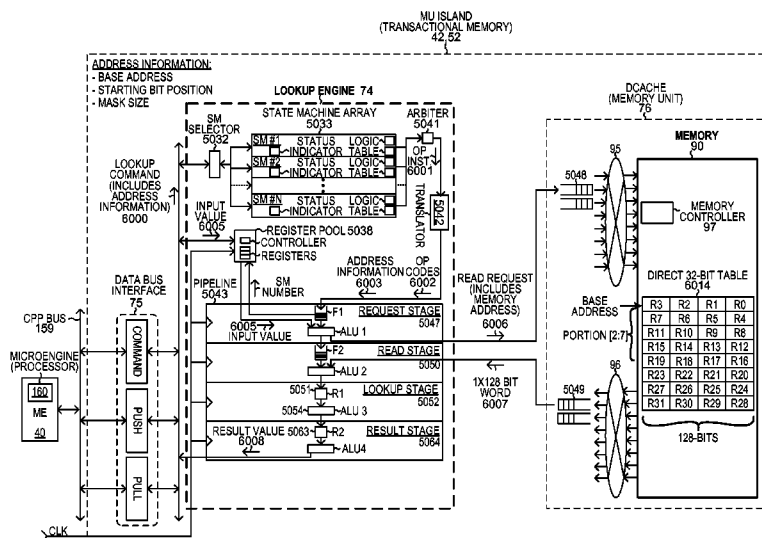 MU ISLAND
(TRANSACTIONAL MEMORY)
42,52
ADDRESS INFORMATION:
- BASE ADDRESS
- STARTING BIT POSITION
- MASK SIZE
LOOKUP ENGINE 74
STATE MACHINE ARRAY
5033
ARBITER
5041
SM
SELECTOR
5032
SM #1
STATUS
INDICATOR
LOGIC
TABLE
SM #2
STATUS
INDICATOR
LOGIC
TABLE
SM #N
STATUS
INDICATOR
LOGIC
TABLE
OP
INST
6001
TRANSLATOR
5042
LOOKUP
COMMAND
(INCLUDES
ADDRESS
INFORMATION)
6000
INPUT
VALUE
6005
REGISTER POOL 5038
CONTROLLER
REGISTERS
SM
NUMBER
ADDRESS
INFORMATION
6003
OP
CODES
6002
PIPELINE
5043
F1
REQUEST STAGE
5047
6005
INPUT VALUE
ALU 1
F2
READ STAGE
5050
ALU 2
5051
R1
LOOKUP STAGE
5052
5054
ALU 3
RESULT VALUE
6008
5063
R2
RESULT STAGE
5064
ALU4
READ REQUEST
(INCLUDES
MEMORY
ADDRESS)
6006
1X128 BIT
WORD
6007
DATA BUS
INTERFACE
75
COMMAND
PUSH
PULL
CPP BUS
159
MICROENGINE
(PROCESSOR)
160
ME
40
CLK
DCACHE
(MEMORY UNIT)
76
95
5048
MEMORY
90
MEMORY
CONTROLLER
97
DIRECT 32-BIT TABLE
6014
BASE
ADDRESS
PORTION [2:7]
R3 R2 R1 R0
R7 R6 R5 R4
R11 R10 R9 R8
R15 R14 R13 R12
R19 R18 R17 R16
R23 R22 R21 R20
R27 R26 R25 R24
R31 R30 R29 R28
128-BITS
96
5049